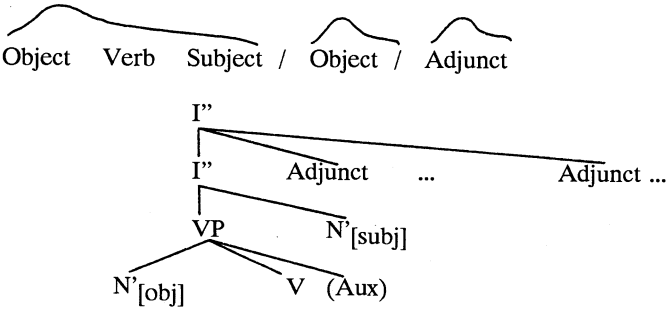 Object Verb Subject / Object / Adjunct
I”
I” Adjunct ... Adjunct ...
VP N’[subj]
N’[obj] V (Aux)